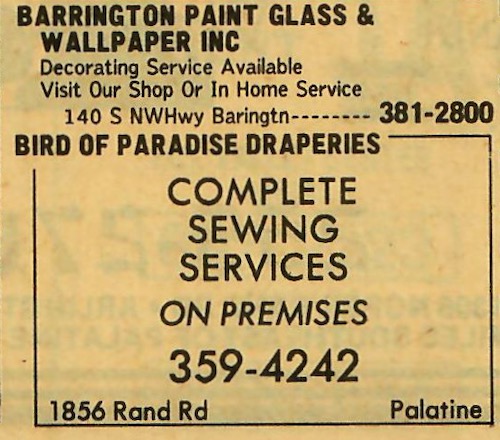 BARRINGTON PAINT GLASS &
WALLPAPER INC
Decorating Service Available
Visit Our Shop Or In Home Service
140 S NWHwy Baringtn-------- 381-2800
BIRD OF PARADISE DRAPERIES
COMPLETE
SEWING
SERVICES
ON PREMISES
359-4242
1856 Rand Rd Palatine